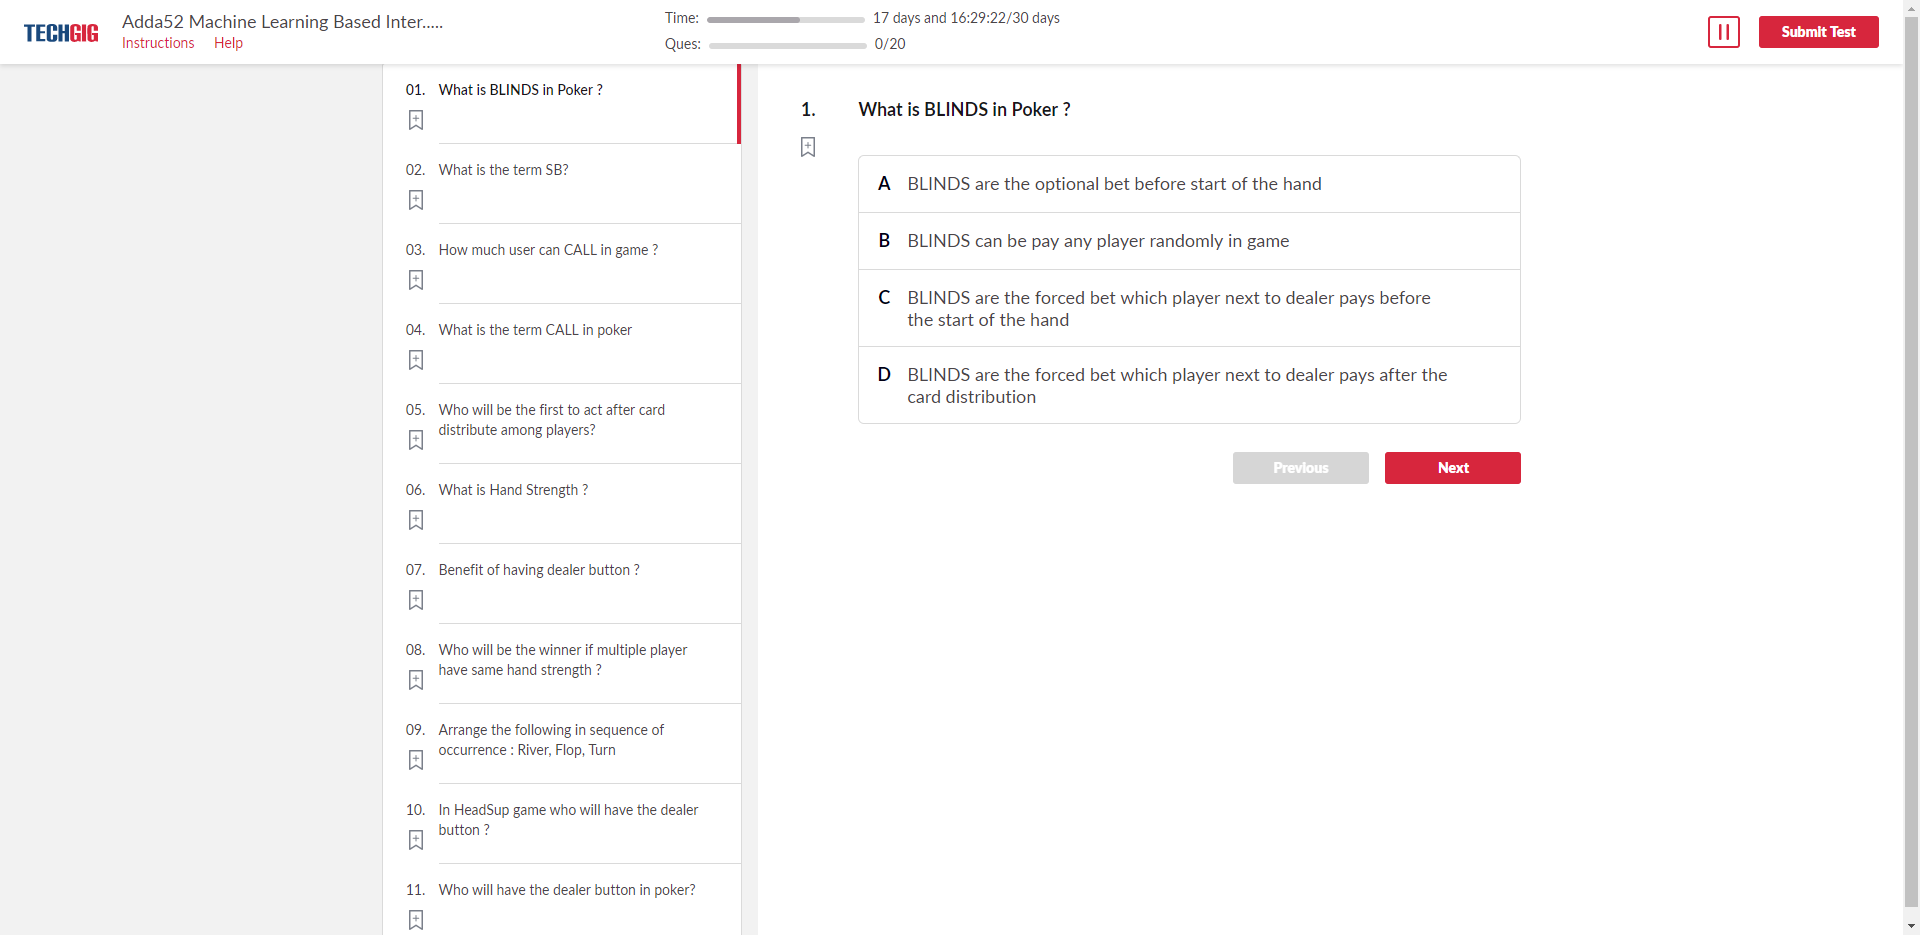 TECHGIG
Adda52 Machine Learning Based Inter.....
Instructions Help
Time: 17 days and 16:29:22/30 days
Ques: 0/20
Submit Test
01. What is BLINDS in Poker ?
02. What is the term SB?
03. How much user can CALL in game ?
04. What is the term CALL in poker
05. Who will be the first to act after card
distribute among players?
06. What is Hand Strength ?
07. Benefit of having dealer button ?
08. Who will be the winner if multiple player
have same hand strength ?
09. Arrange the following in sequence of
occurrence : River, Flop, Turn
10. In HeadSup game who will have the dealer
button ?
11. Who will have the dealer button in poker?
1. What is BLINDS in Poker ?
A BLINDS are the optional bet before start of the hand
B BLINDS can be pay any player randomly in game
C BLINDS are the forced bet which player next to dealer pays before
the start of the hand
D BLINDS are the forced bet which player next to dealer pays after the
card distribution
Previous Next